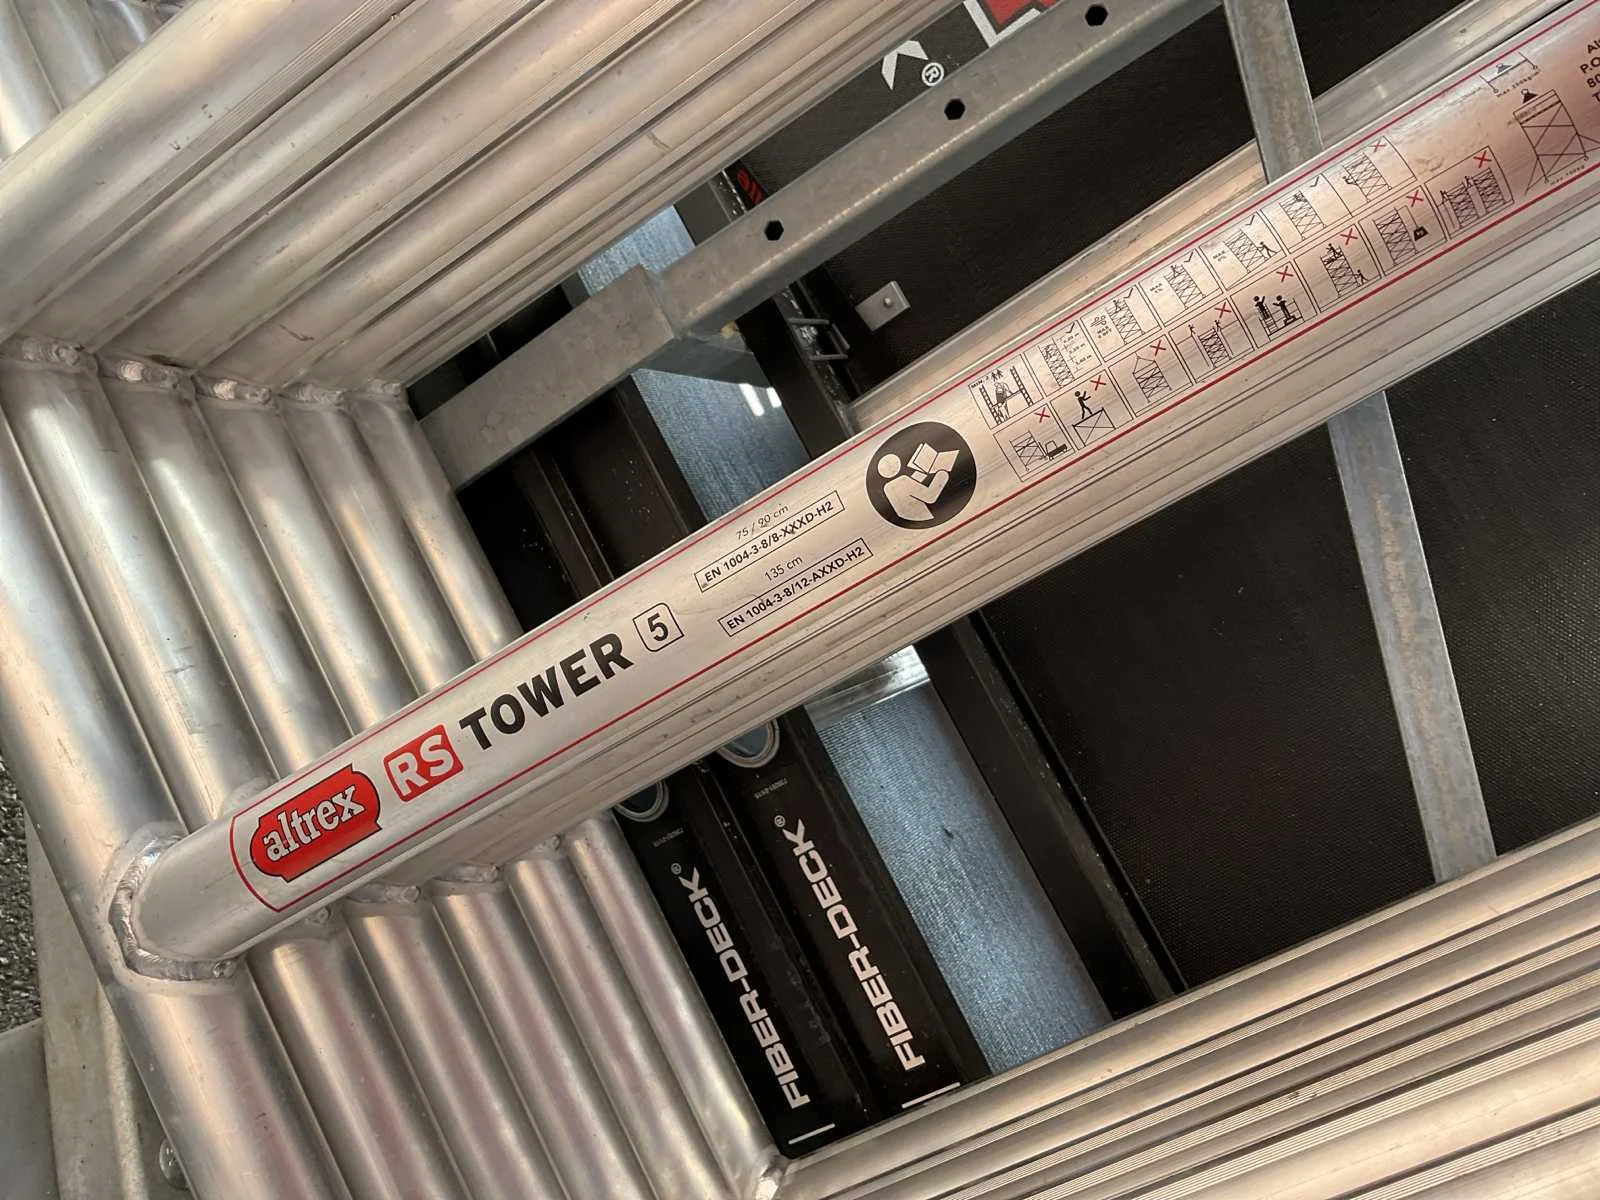 altrex
RS TOWER 5
75 / 90 cm
EN 1004-3-8/8-XXXD-H2
135 cm
EN 1004-3-8/12-AXXD-H2
FIBER-DECK®
FIBER-DECK®
®